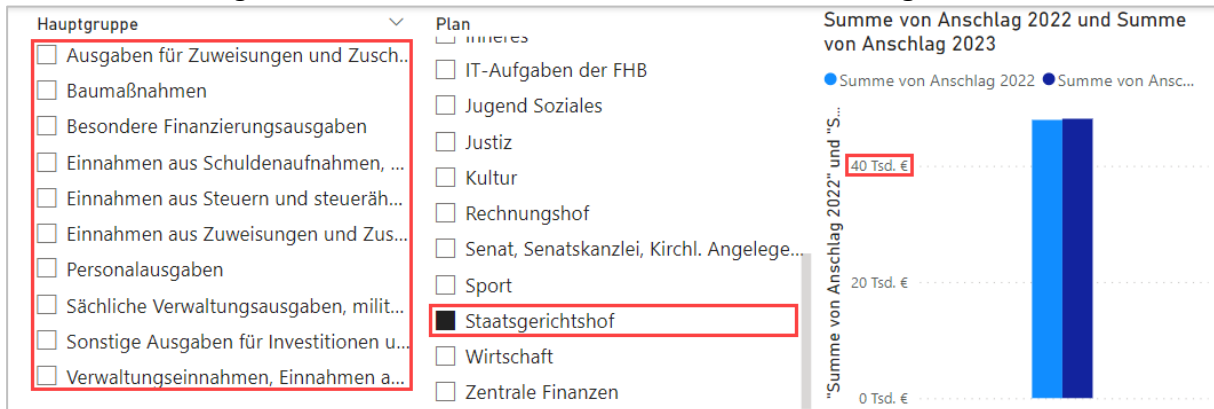 Hauptgruppe
Ausgaben für Zuweisungen und Zusch...
Baumaßnahmen
Besondere Finanzierungsausgaben
Einnahmen aus Schuldenaufnahmen, ...
Einnahmen aus Steuern und steueräh...
Einnahmen aus Zuweisungen und Zus...
Personalausgaben
Sächliche Verwaltungsausgaben, milit...
Sonstige Ausgaben für Investitionen u...
Verwaltungseinnahmen, Einnahmen a...
Plan
Inneres
IT-Aufgaben der FHB
Jugend Soziales
Justiz
Kultur
Rechnungshof
Senat, Senatskanzlei, Kirchl. Angelege...
Sport
Staatsgerichtshof
Wirtschaft
Zentrale Finanzen
Summe von Anschlag 2022 und Summe
von Anschlag 2023
Summe von Anschlag 2022 Summe von Ansc...
"Summe von Anschlag 2022" und "S...
40 Tsd. €
20 Tsd. €
0 Tsd. €